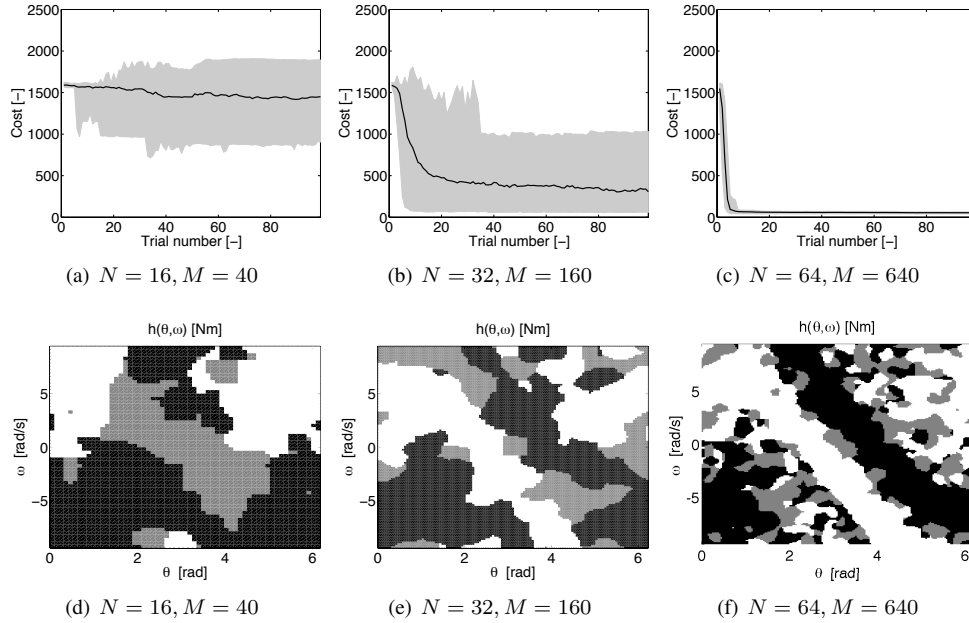 2500
2000
1500
1000
500
0
Cost [-]
0 20 40 60 80
Trial number [-]
(a) N = 16, M = 40
2500
2000
1500
1000
500
0
Cost [-]
0 20 40 60 80
Trial number [-]
(b) N = 32, M = 160
2500
2000
1500
1000
500
0
Cost [-]
0 20 40 60 80
Trial number [-]
(c) N = 64, M = 640
h(θ,ω) [Nm]
5
0
−5
ω [rad/s]
0 2 4 6
θ [rad]
(d) N = 16, M = 40
h(θ,ω) [Nm]
5
0
−5
ω [rad/s]
0 2 4 6
θ [rad]
(e) N = 32, M = 160
h(θ,ω) [Nm]
5
0
-5
ω [rad/s]
0 2 4 6
θ [rad]
(f) N = 64, M = 640